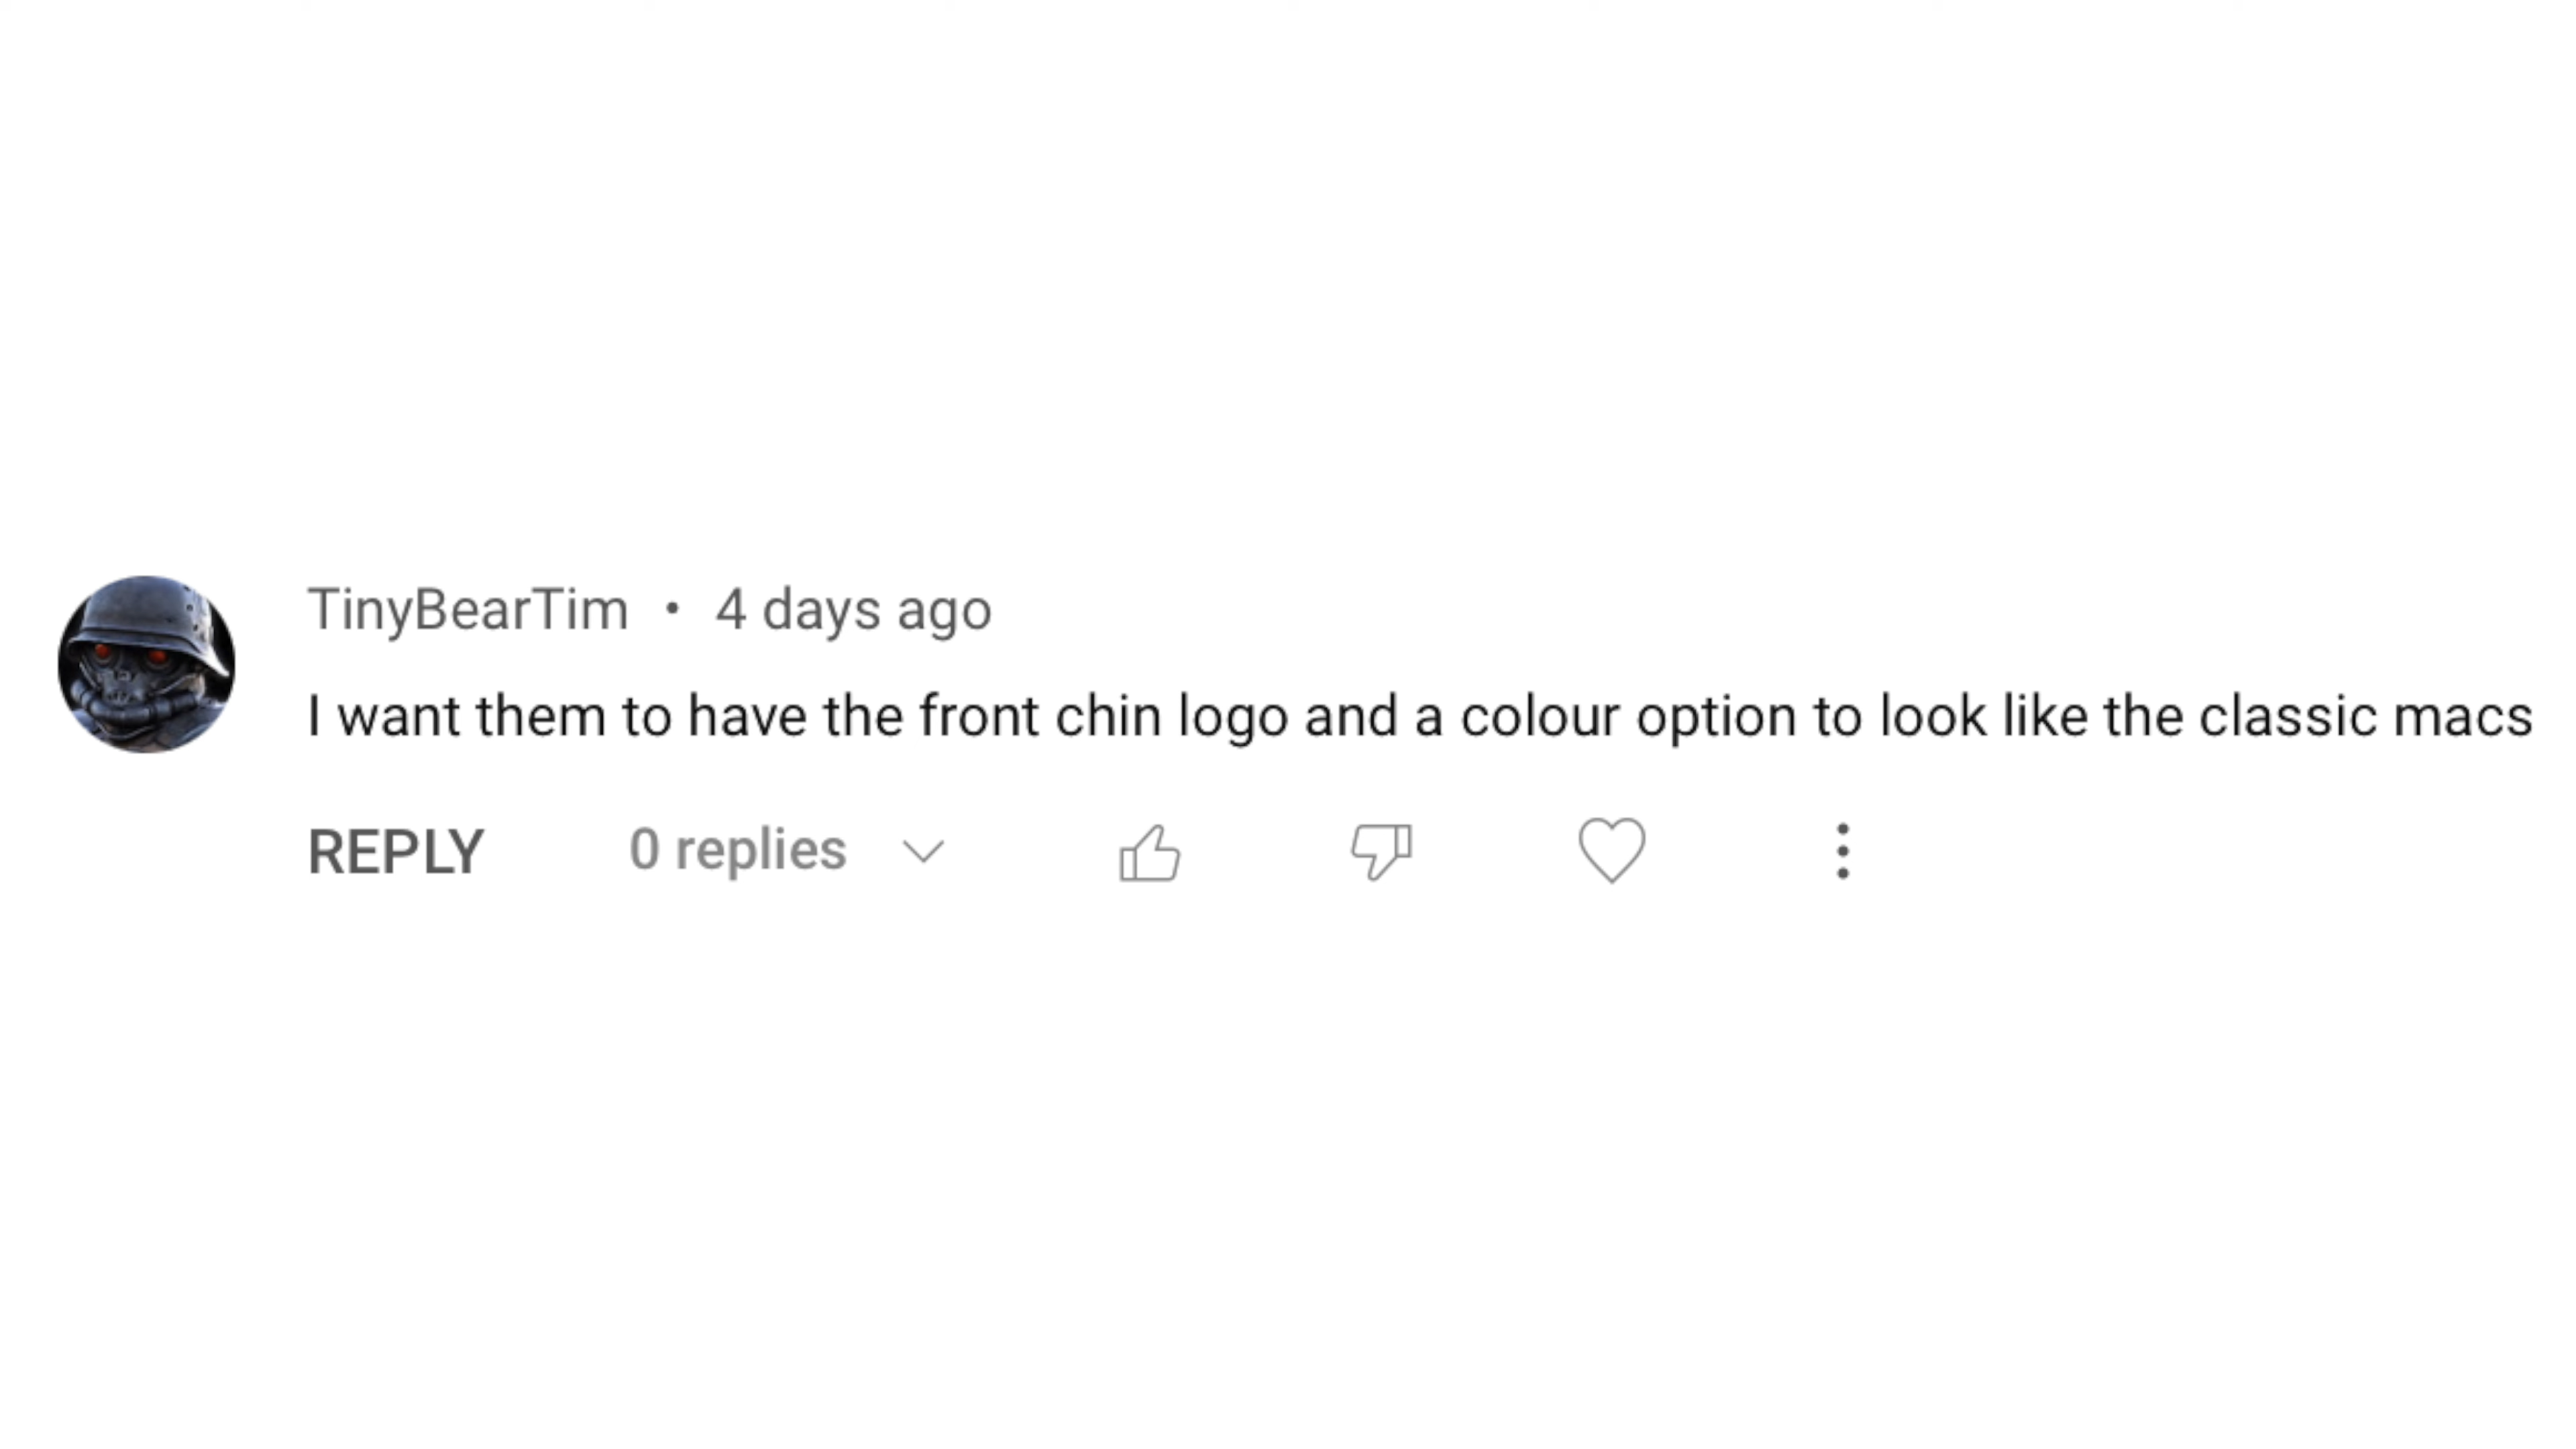 TinyBearTim • 4 days ago
I want them to have the front chin logo and a colour option to look like the classic macs
REPLY 0 replies